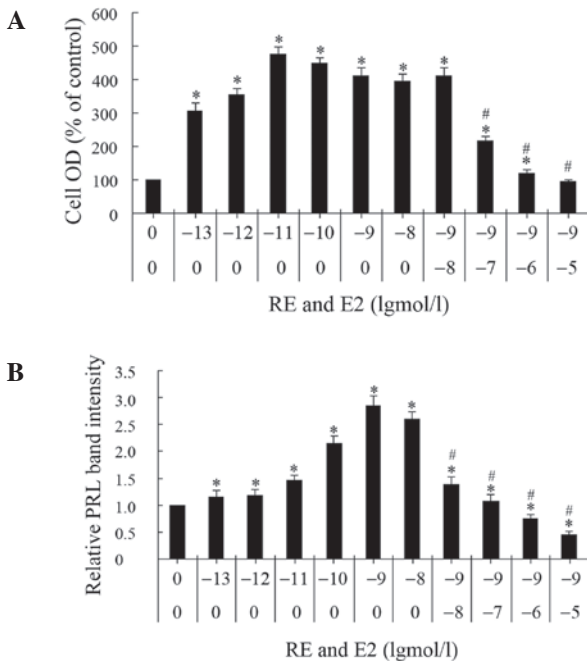 A
Cell OD (% of control)
600
500
400
300
200
100
0
* * * * * * * # * # * #
0 −13 −12 −11 −10 −9 −8 −9 −9 −9 −9
0 0 0 0 0 0 0 −8 −7 −6 −5
RE and E2 (lgmol/l)
B
Relative PRL band intensity
3.5
3.0
2.5
2.0
1.5
1.0
0.5
0
* * * * * * # * # * # * # *
0 −13 −12 −11 −10 −9 −8 −9 −9 −9 −9
0 0 0 0 0 0 0 −8 −7 −6 −5
RE and E2 (lgmol/l)